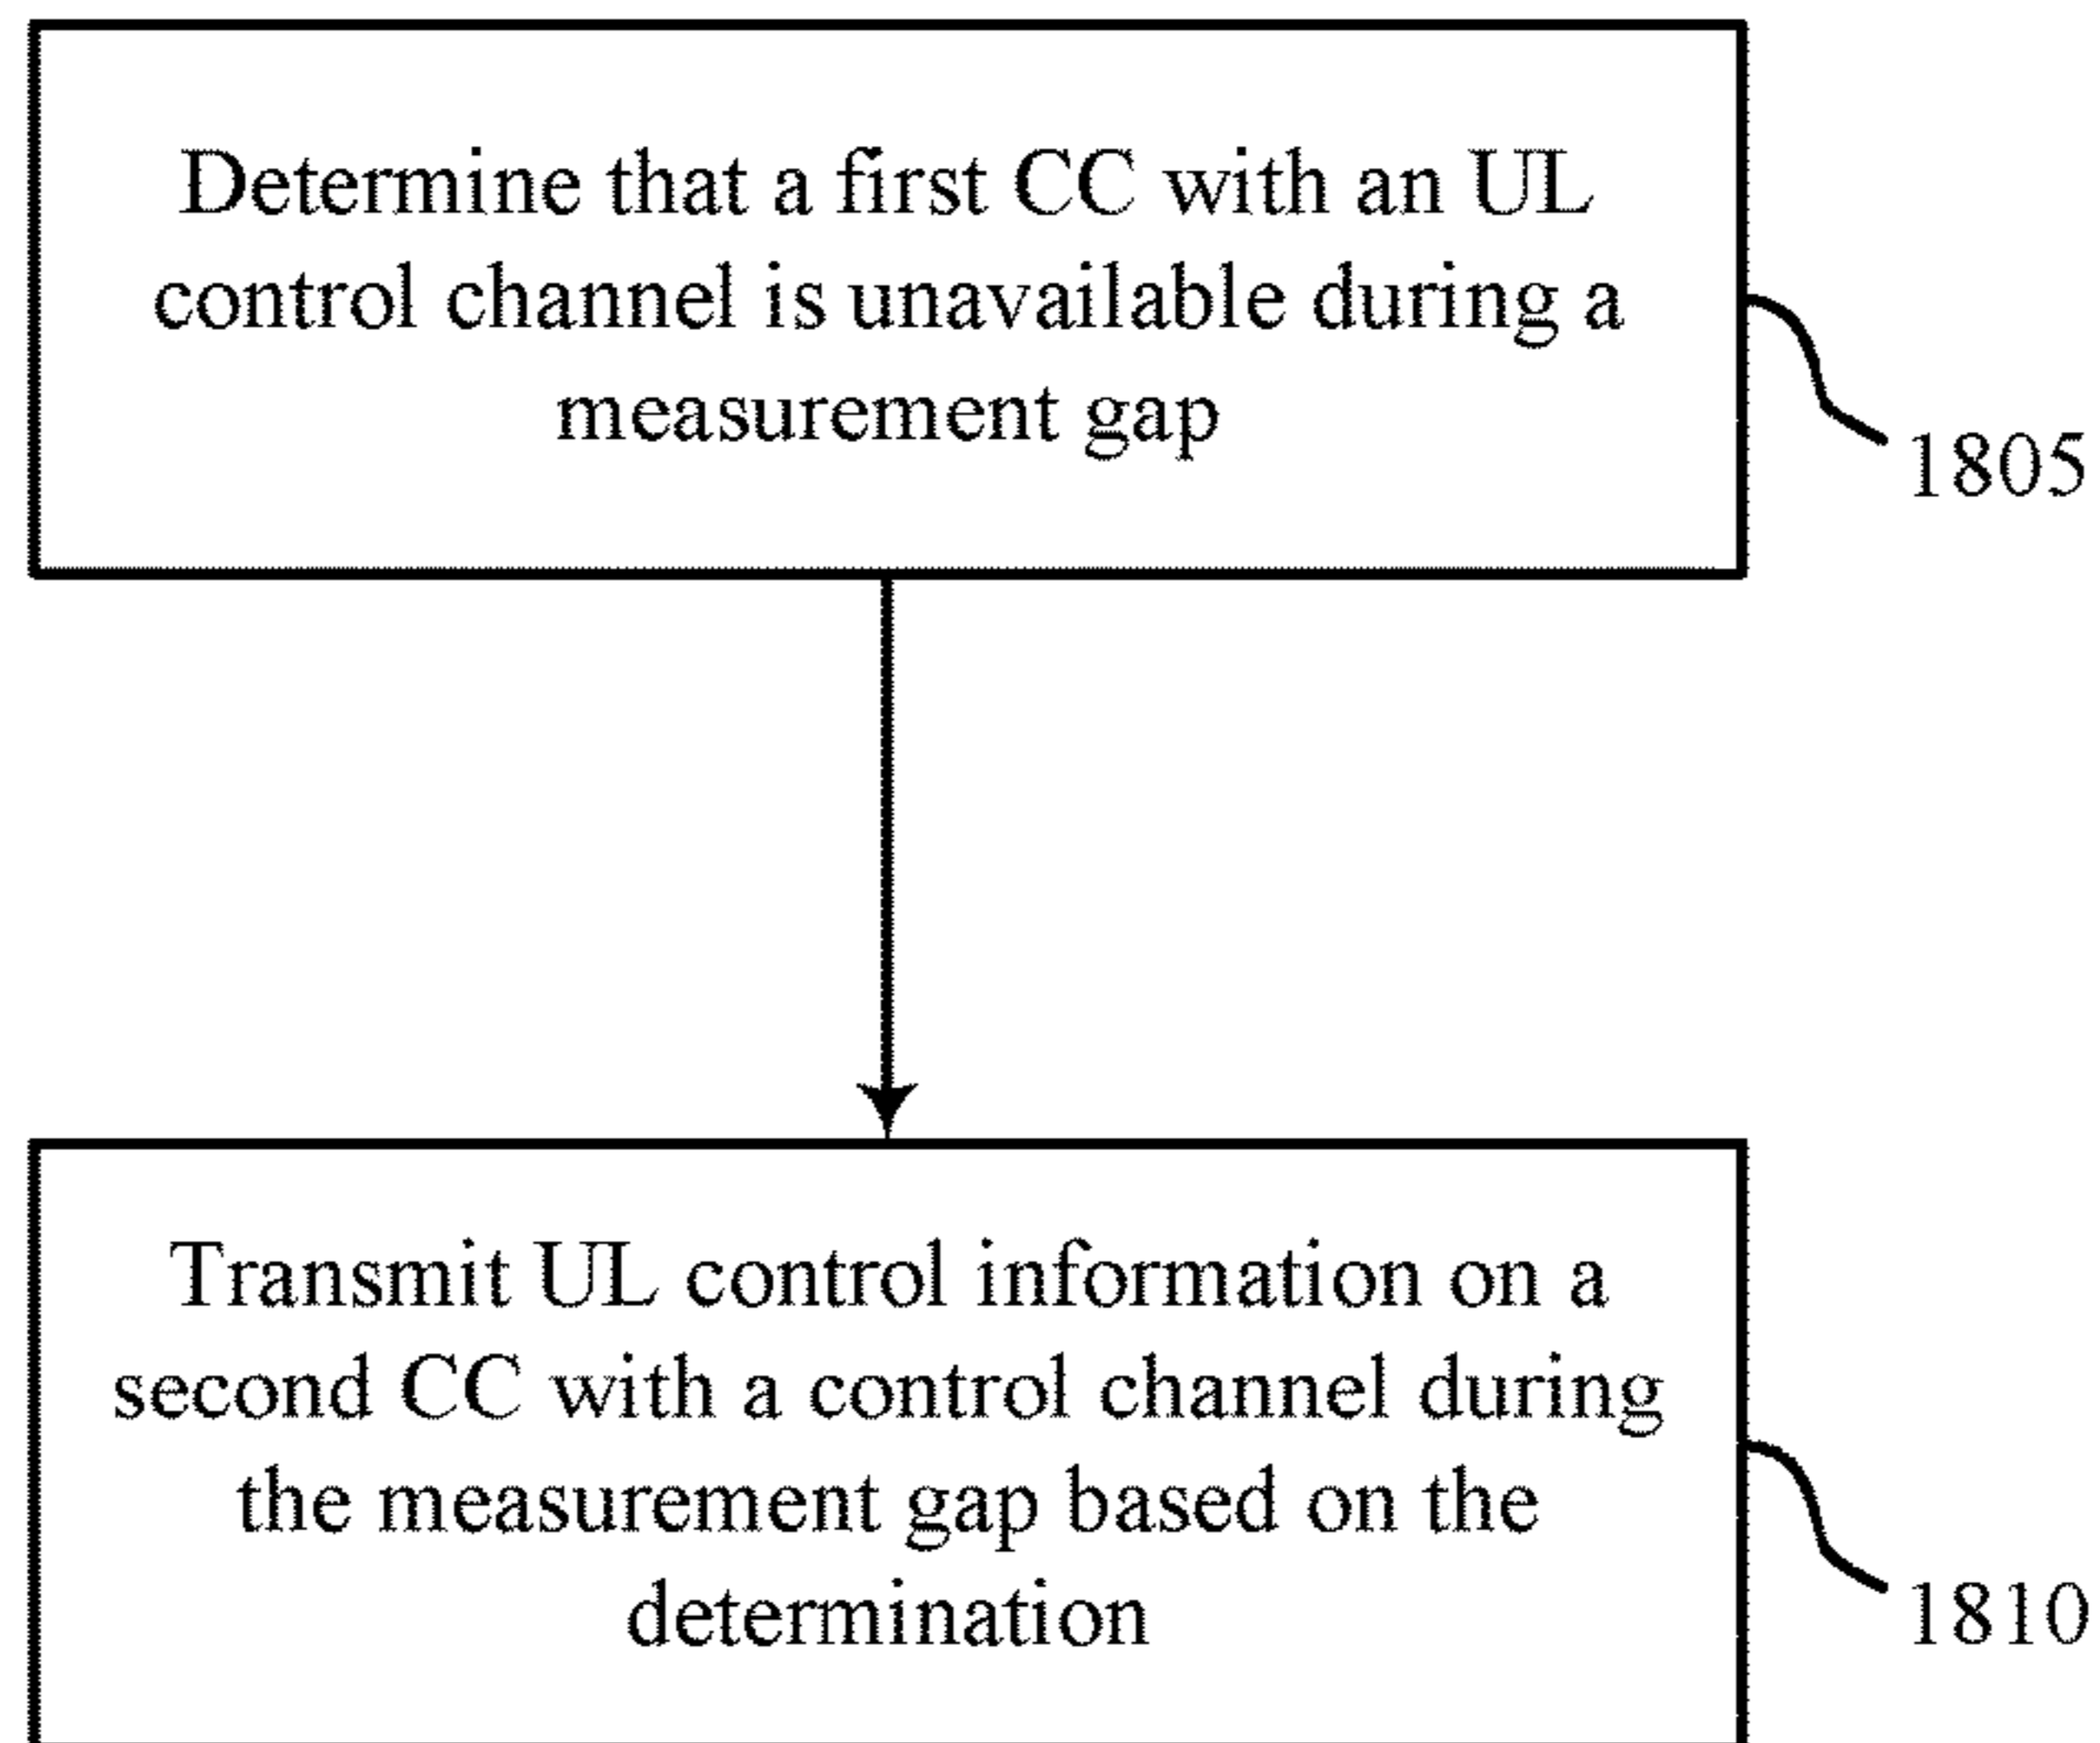 Determine that a first CC with an UL
control channel is unavailable during a
measurement gap
1805
Transmit UL control information on a
second CC with a control channel during
the measurement gap based on the
determination
1810